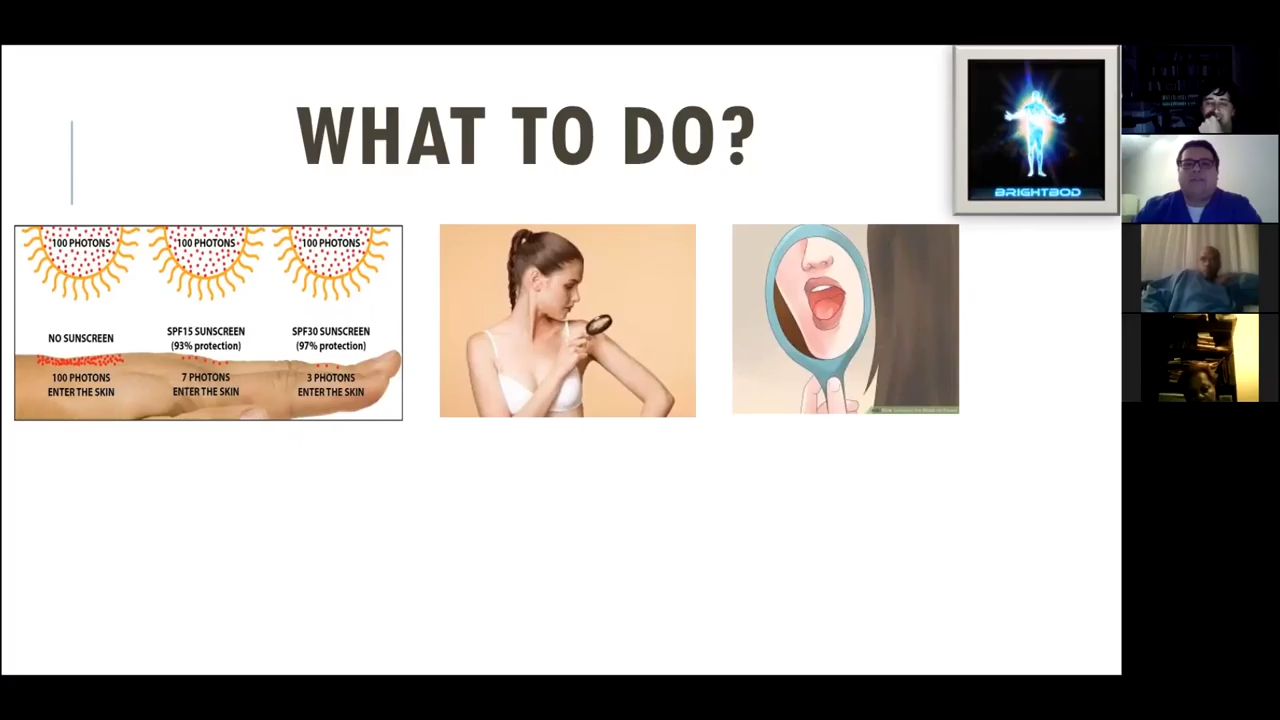 WHAT TO DO?
BRIGHTBOD
100 PHOTONS
100 PHOTONS
100 PHOTONS
NO SUNSCREEN
SPF15 SUNSCREEN
(93% protection)
SPF30 SUNSCREEN
(97% protection)
100 PHOTONS
ENTER THE SKIN
7 PHOTONS
ENTER THE SKIN
3 PHOTONS
ENTER THE SKIN